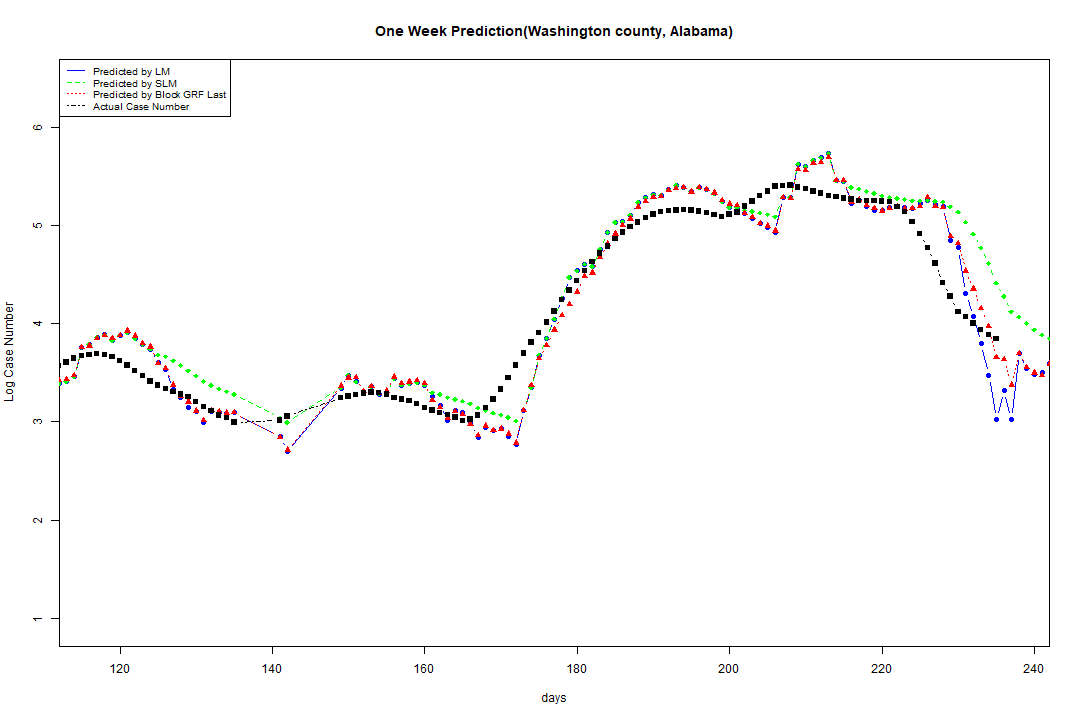 One Week Prediction(Washington county, Alabama)
Predicted by LM
Predicted by SLM
Predicted by Block GRF Last
Actual Case Number
6
5
4
3
2
1
Log Case Number
120 140 160 180 200 220 240
days